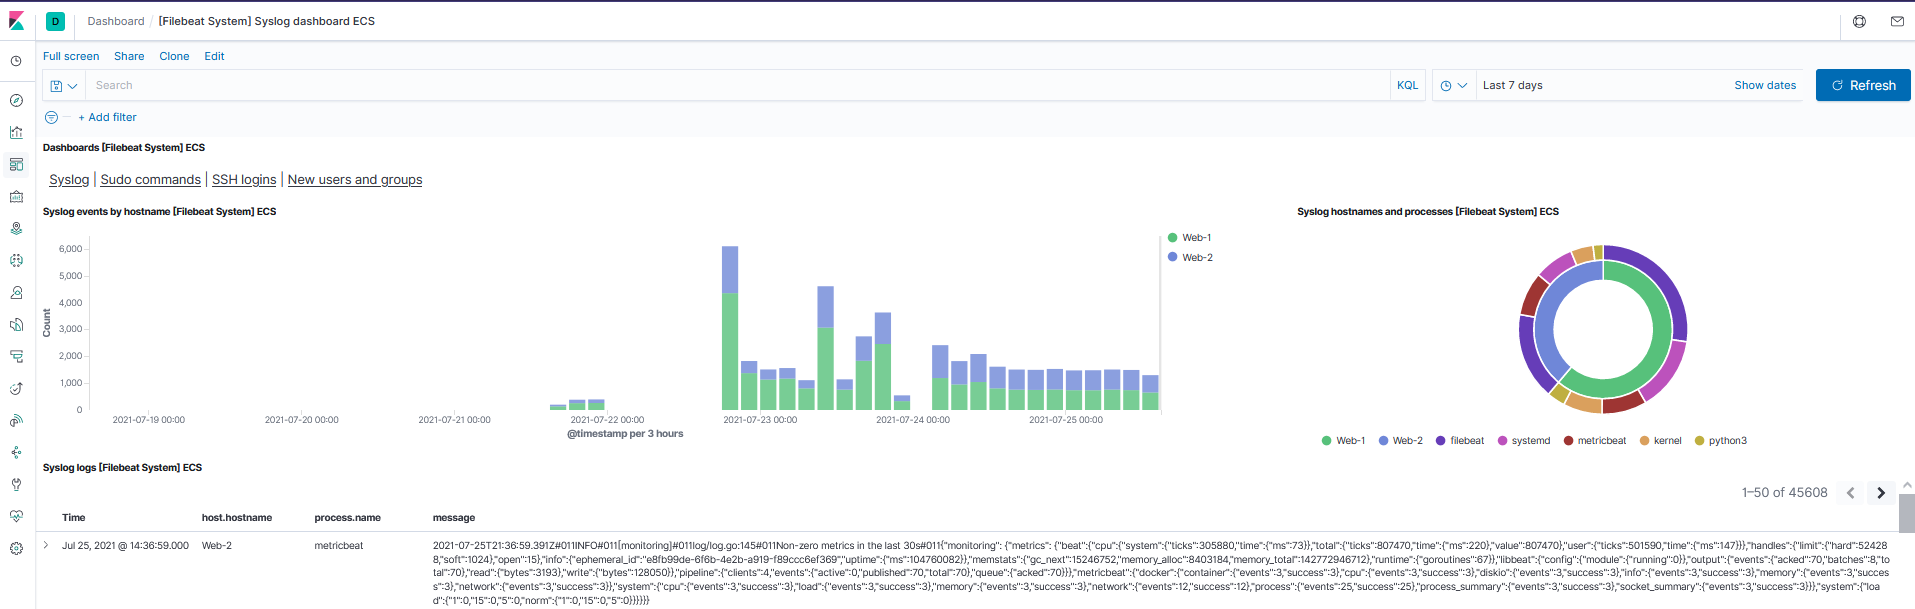 D Dashboard / [Filebeat System] Syslog dashboard ECS
Full screen Share Clone Edit
Search KQL Last 7 days Show dates Refresh
+ Add filter
Dashboards [Filebeat System] ECS
Syslog | Sudo commands | SSH logins | New users and groups
Syslog events by hostname [Filebeat System] ECS
6,000
5,000
4,000
3,000
2,000
1,000
0
Count
2021-07-19 00:00 2021-07-20 00:00 2021-07-21 00:00 2021-07-22 00:00 2021-07-23 00:00 2021-07-24 00:00 2021-07-25 00:00
@timestamp per 3 hours
Web-1
Web-2
Syslog hostnames and processes [Filebeat System] ECS
Web-1 Web-2 filebeat systemd metricbeat kernel python3
Syslog logs [Filebeat System] ECS
1–50 of 45608
Time host.hostname process.name message
Jul 25, 2021 @ 14:36:59.000 Web-2 metricbeat 2021-07-25T21:36:59.391Z#011INFO#011[monitoring]#011log/log.go:145#011Non-zero metrics in the last 30s#011{"monitoring": {"metrics": {"beat":{"cpu":{"system":{"ticks":305880,"time":{"ms":73}},"total":{"ticks":807470,"time":{"ms":220},"value":807470},"user":{"ticks":501590,"time":{"ms":147}}},"handles":{"limit":{"hard":52428
8,"soft":1024},"open":15},"info":{"ephemeral_id":"e8fb99de-6f6b-4e2b-a919-f89ccc6ef369","uptime":{"ms":104760082}},"memstats":{"gc_next":15246752,"memory_alloc":8403184,"memory_total":142772946712},"runtime":{"goroutines":67}},"libbeat":{"config":{"module":{"running":0}},"output":{"events":{"acked":70,"batches":8,"to
tal":70},"read":{"bytes":3193},"write":{"bytes":128050}},"pipeline":{"clients":4,"events":{"active":0,"published":70,"total":70},"queue":{"acked":70}}},"metricbeat":{"docker":{"container":{"events":3,"success":3},"cpu":{"events":3,"success":3},"diskio":{"events":3,"success":3},"info":{"events":3,"success":3},"memory":{"events":3,"succes
s":3},"network":{"events":3,"success":3}},"system":{"cpu":{"events":3,"success":3},"load":{"events":3,"success":3},"memory":{"events":3,"success":3},"network":{"events":12,"success":12},"process":{"events":25,"success":25},"process_summary":{"events":3,"success":3},"socket_summary":{"events":3,"success":3}}},"system":{"loa
d":{"1":0,"15":0,"5":0,"norm":{"1":0,"15":0,"5":0}}}}}}